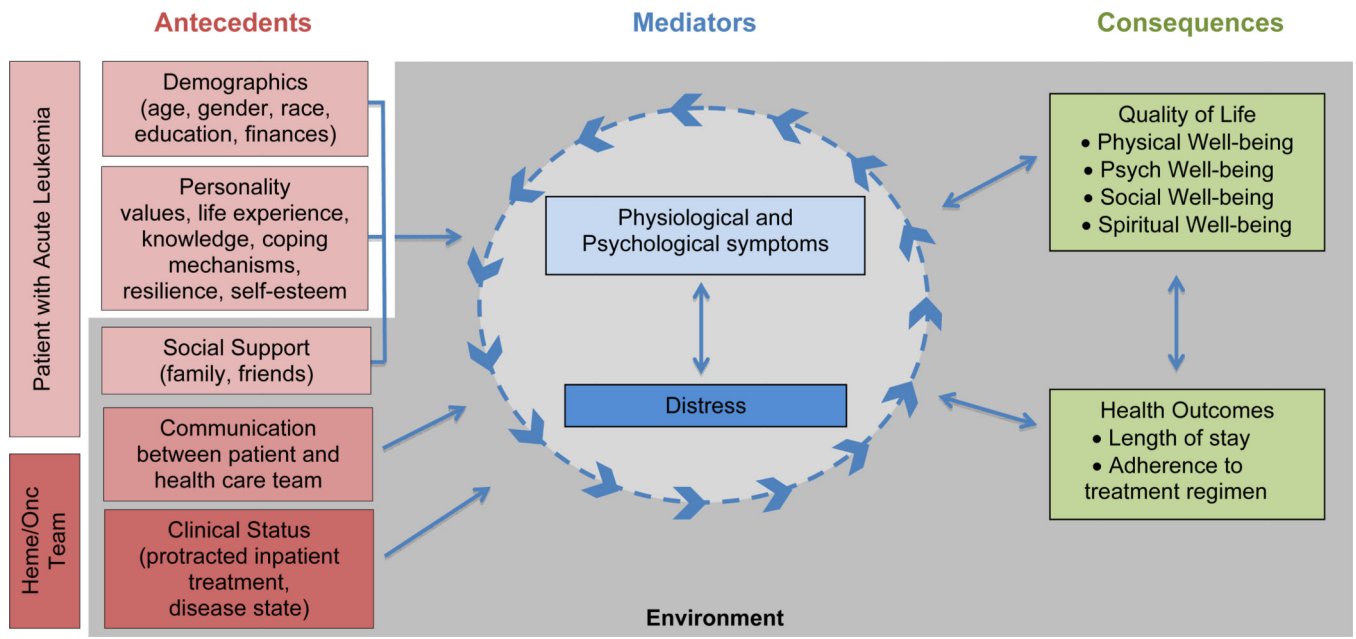 Antecedents
Mediators
Consequences
Patient with Acute Leukemia
Demographics
(age, gender, race,
education, finances)
Personality
values, life experience,
knowledge, coping
mechanisms,
resilience, self-esteem
Social Support
(family, friends)
Communication
between patient and
health care team
Heme/Onc
Team
Clinical Status
(protracted inpatient
treatment,
disease state)
Physiological and
Psychological symptoms
Distress
Quality of Life
• Physical Well-being
• Psych Well-being
• Social Well-being
• Spiritual Well-being
Health Outcomes
• Length of stay
• Adherence to
treatment regimen
Environment